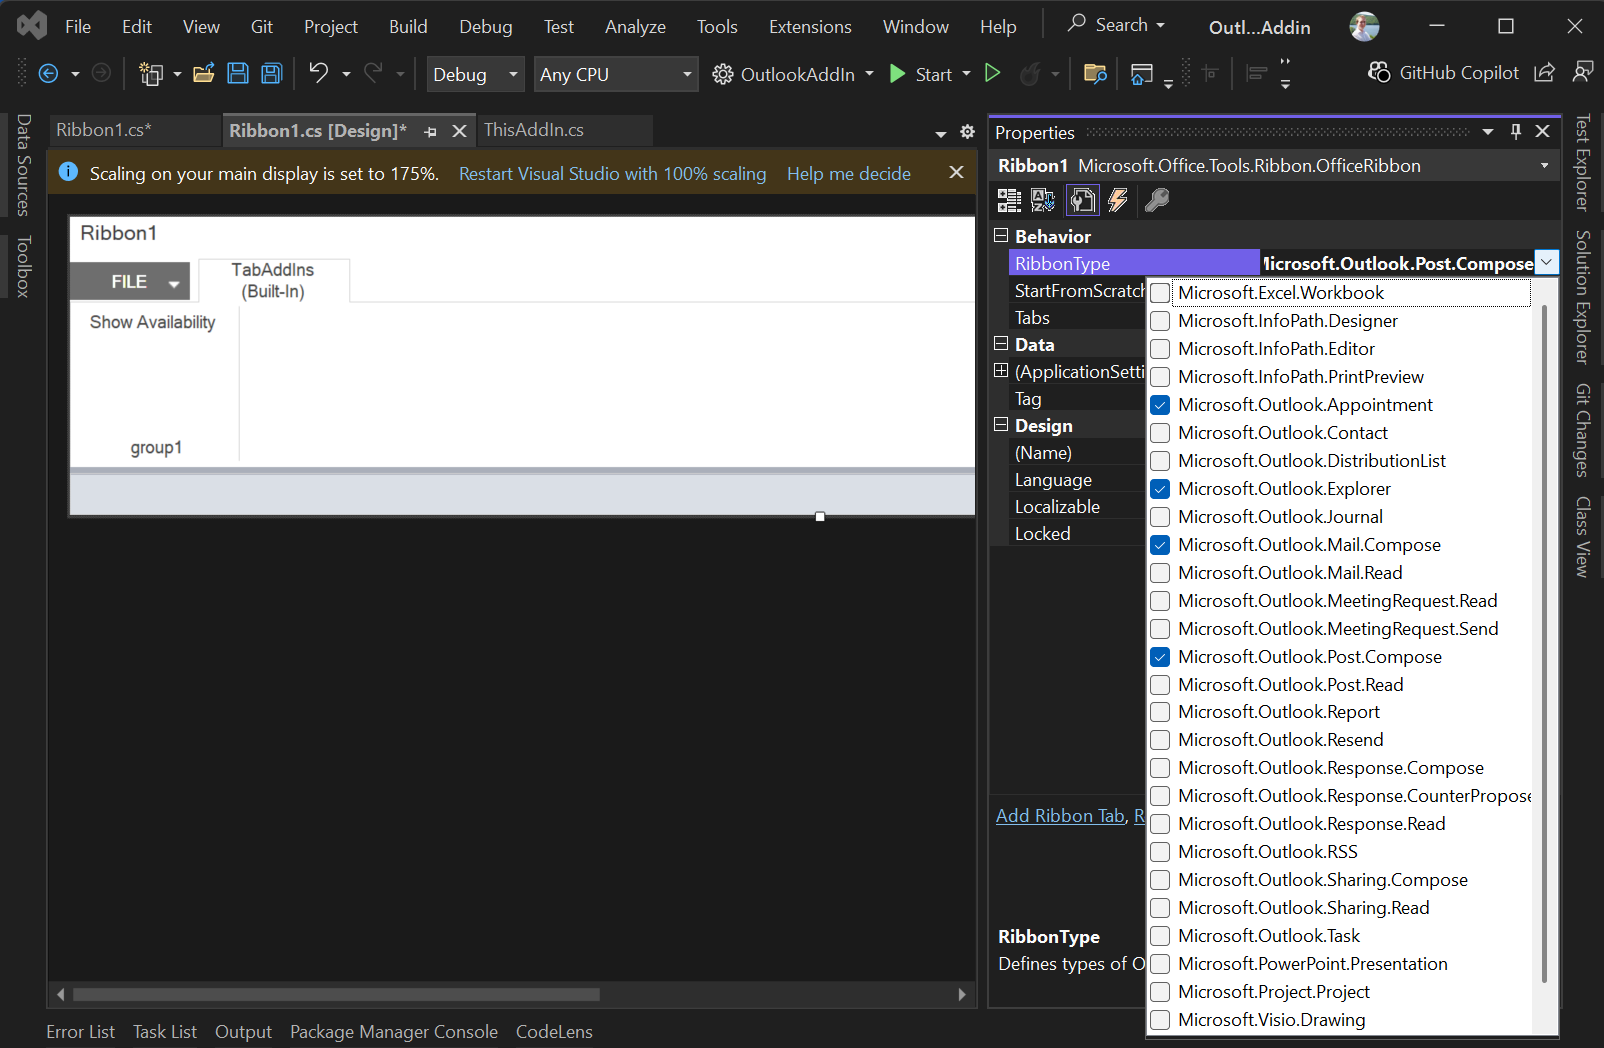 File Edit View Git Project Build Debug Test Analyze Tools Extensions Window Help Search Outl...Addin
Debug Any CPU OutlookAddIn Start GitHub Copilot
Data Sources
Toolbox
Ribbon1.cs* Ribbon1.cs [Design]* ThisAddIn.cs
Scaling on your main display is set to 175%. Restart Visual Studio with 100% scaling Help me decide
Ribbon1
FILE
TabAddIns
(Built-In)
Show Availability
group1
Properties
Ribbon1 Microsoft.Office.Tools.Ribbon.OfficeRibbon
Behavior
RibbonType Microsoft.Outlook.Post.Compose
StartFromScratch
Tabs
Data
(ApplicationSetti
Tag
Design
(Name)
Language
Localizable
Locked
Microsoft.Excel.Workbook
Microsoft.InfoPath.Designer
Microsoft.InfoPath.Editor
Microsoft.InfoPath.PrintPreview
Microsoft.Outlook.Appointment
Microsoft.Outlook.Contact
Microsoft.Outlook.DistributionList
Microsoft.Outlook.Explorer
Microsoft.Outlook.Journal
Microsoft.Outlook.Mail.Compose
Microsoft.Outlook.Mail.Read
Microsoft.Outlook.MeetingRequest.Read
Microsoft.Outlook.MeetingRequest.Send
Microsoft.Outlook.Post.Compose
Microsoft.Outlook.Post.Read
Microsoft.Outlook.Report
Microsoft.Outlook.Resend
Microsoft.Outlook.Response.Compose
Microsoft.Outlook.Response.CounterPropose
Microsoft.Outlook.Response.Read
Microsoft.Outlook.RSS
Microsoft.Outlook.Sharing.Compose
Microsoft.Outlook.Sharing.Read
Microsoft.Outlook.Task
Microsoft.PowerPoint.Presentation
Microsoft.Project.Project
Microsoft.Visio.Drawing
Add Ribbon Tab, R
RibbonType
Defines types of O
Test Explorer
Solution Explorer
Git Changes
Class View
Error List Task List Output Package Manager Console CodeLens